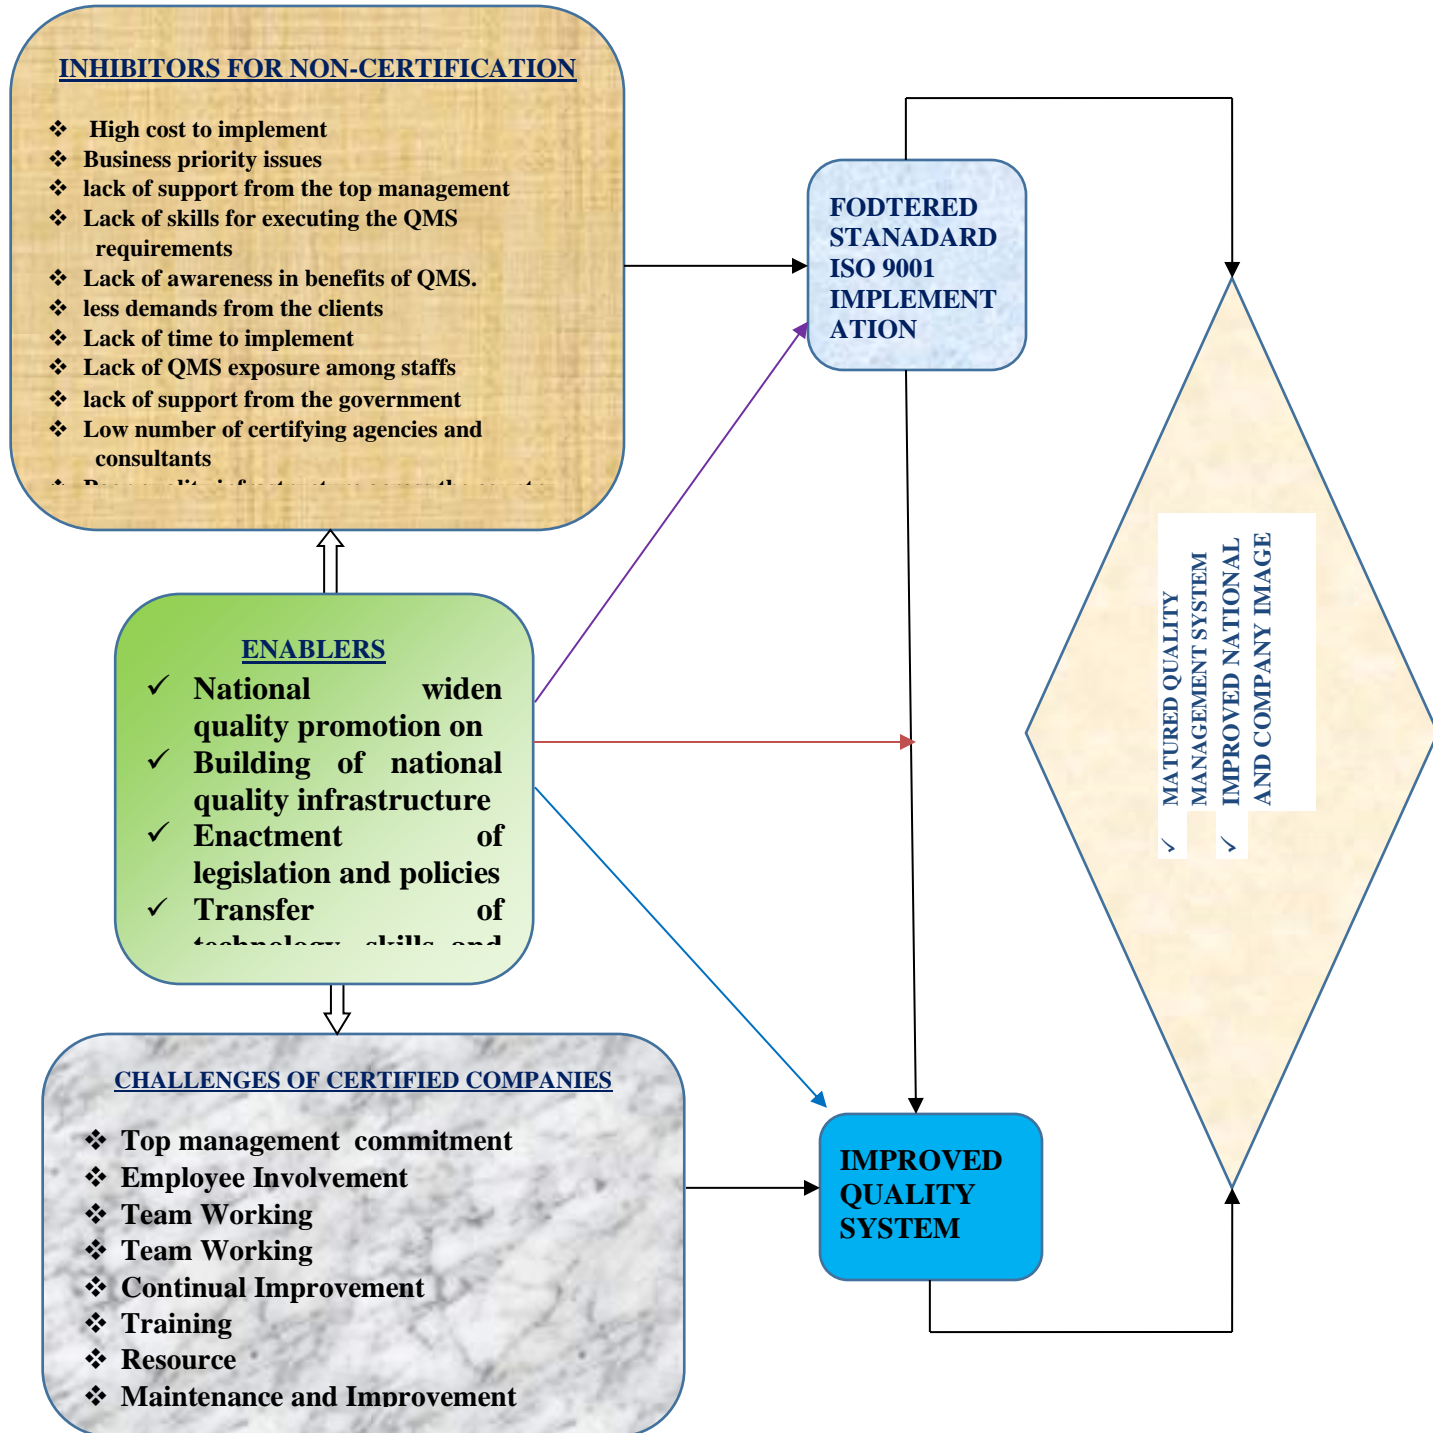 INHIBITORS FOR NON-CERTIFICATION
❖ High cost to implement
❖ Business priority issues
❖ lack of support from the top management
❖ Lack of skills for executing the QMS
requirements
❖ Lack of awareness in benefits of QMS.
❖ less demands from the clients
❖ Lack of time to implement
❖ Lack of QMS exposure among staffs
❖ lack of support from the government
❖ Low number of certifying agencies and
consultants
ENABLERS
✓ National widen
quality promotion on
✓ Building of national
quality infrastructure
✓ Enactment of
legislation and policies
✓ Transfer of
technology skills and
CHALLENGES OF CERTIFIED COMPANIES
❖ Top management commitment
❖ Employee Involvement
❖ Team Working
❖ Team Working
❖ Continual Improvement
❖ Training
❖ Resource
❖ Maintenance and Improvement
FODTERED
STANADARD
ISO 9001
IMPLEMENT
ATION
IMPROVED
QUALITY
SYSTEM
✓ MATURED QUALITY
MANAGEMENT SYSTEM
✓ IMPROVED NATIONAL
AND COMPANY IMAGE